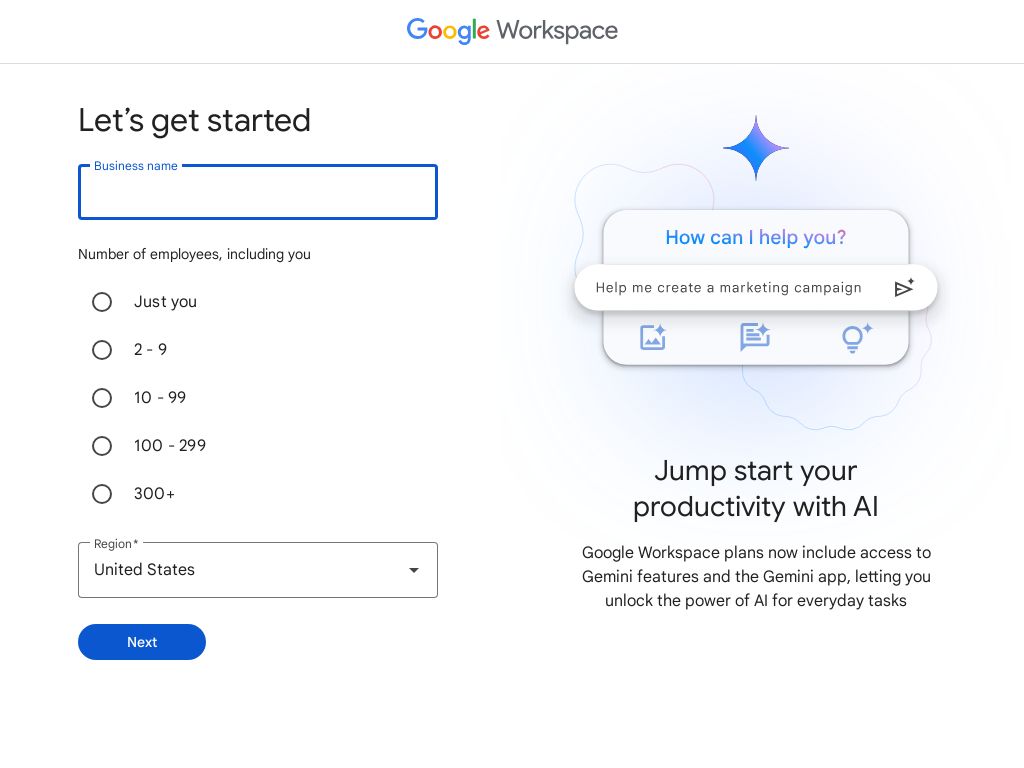 Google Workspace
Let's get started
Business name
Number of employees, including you
Just you
2 - 9
10 - 99
100 - 299
300+
Region*
United States
Next
How can I help you?
Help me create a marketing campaign
Jump start your
productivity with AI
Google Workspace plans now include access to
Gemini features and the Gemini app, letting you
unlock the power of AI for everyday tasks